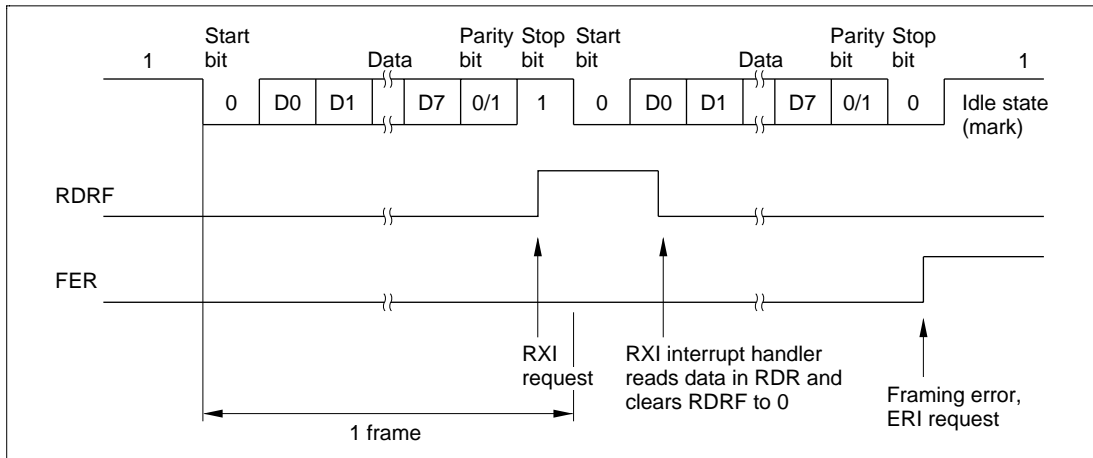 Start
bit
Parity
bit
Stop
bit
Start
bit
Parity
bit
Stop
bit
1
Data
Data
1
0
D0
D1
D7
0/1
1
0
D0
D1
D7
0/1
0
Idle state
(mark)
RDRF
FER
RXI
request
RXI interrupt handler
reads data in RDR and
clears RDRF to 0
Framing error,
ERI request
1 frame